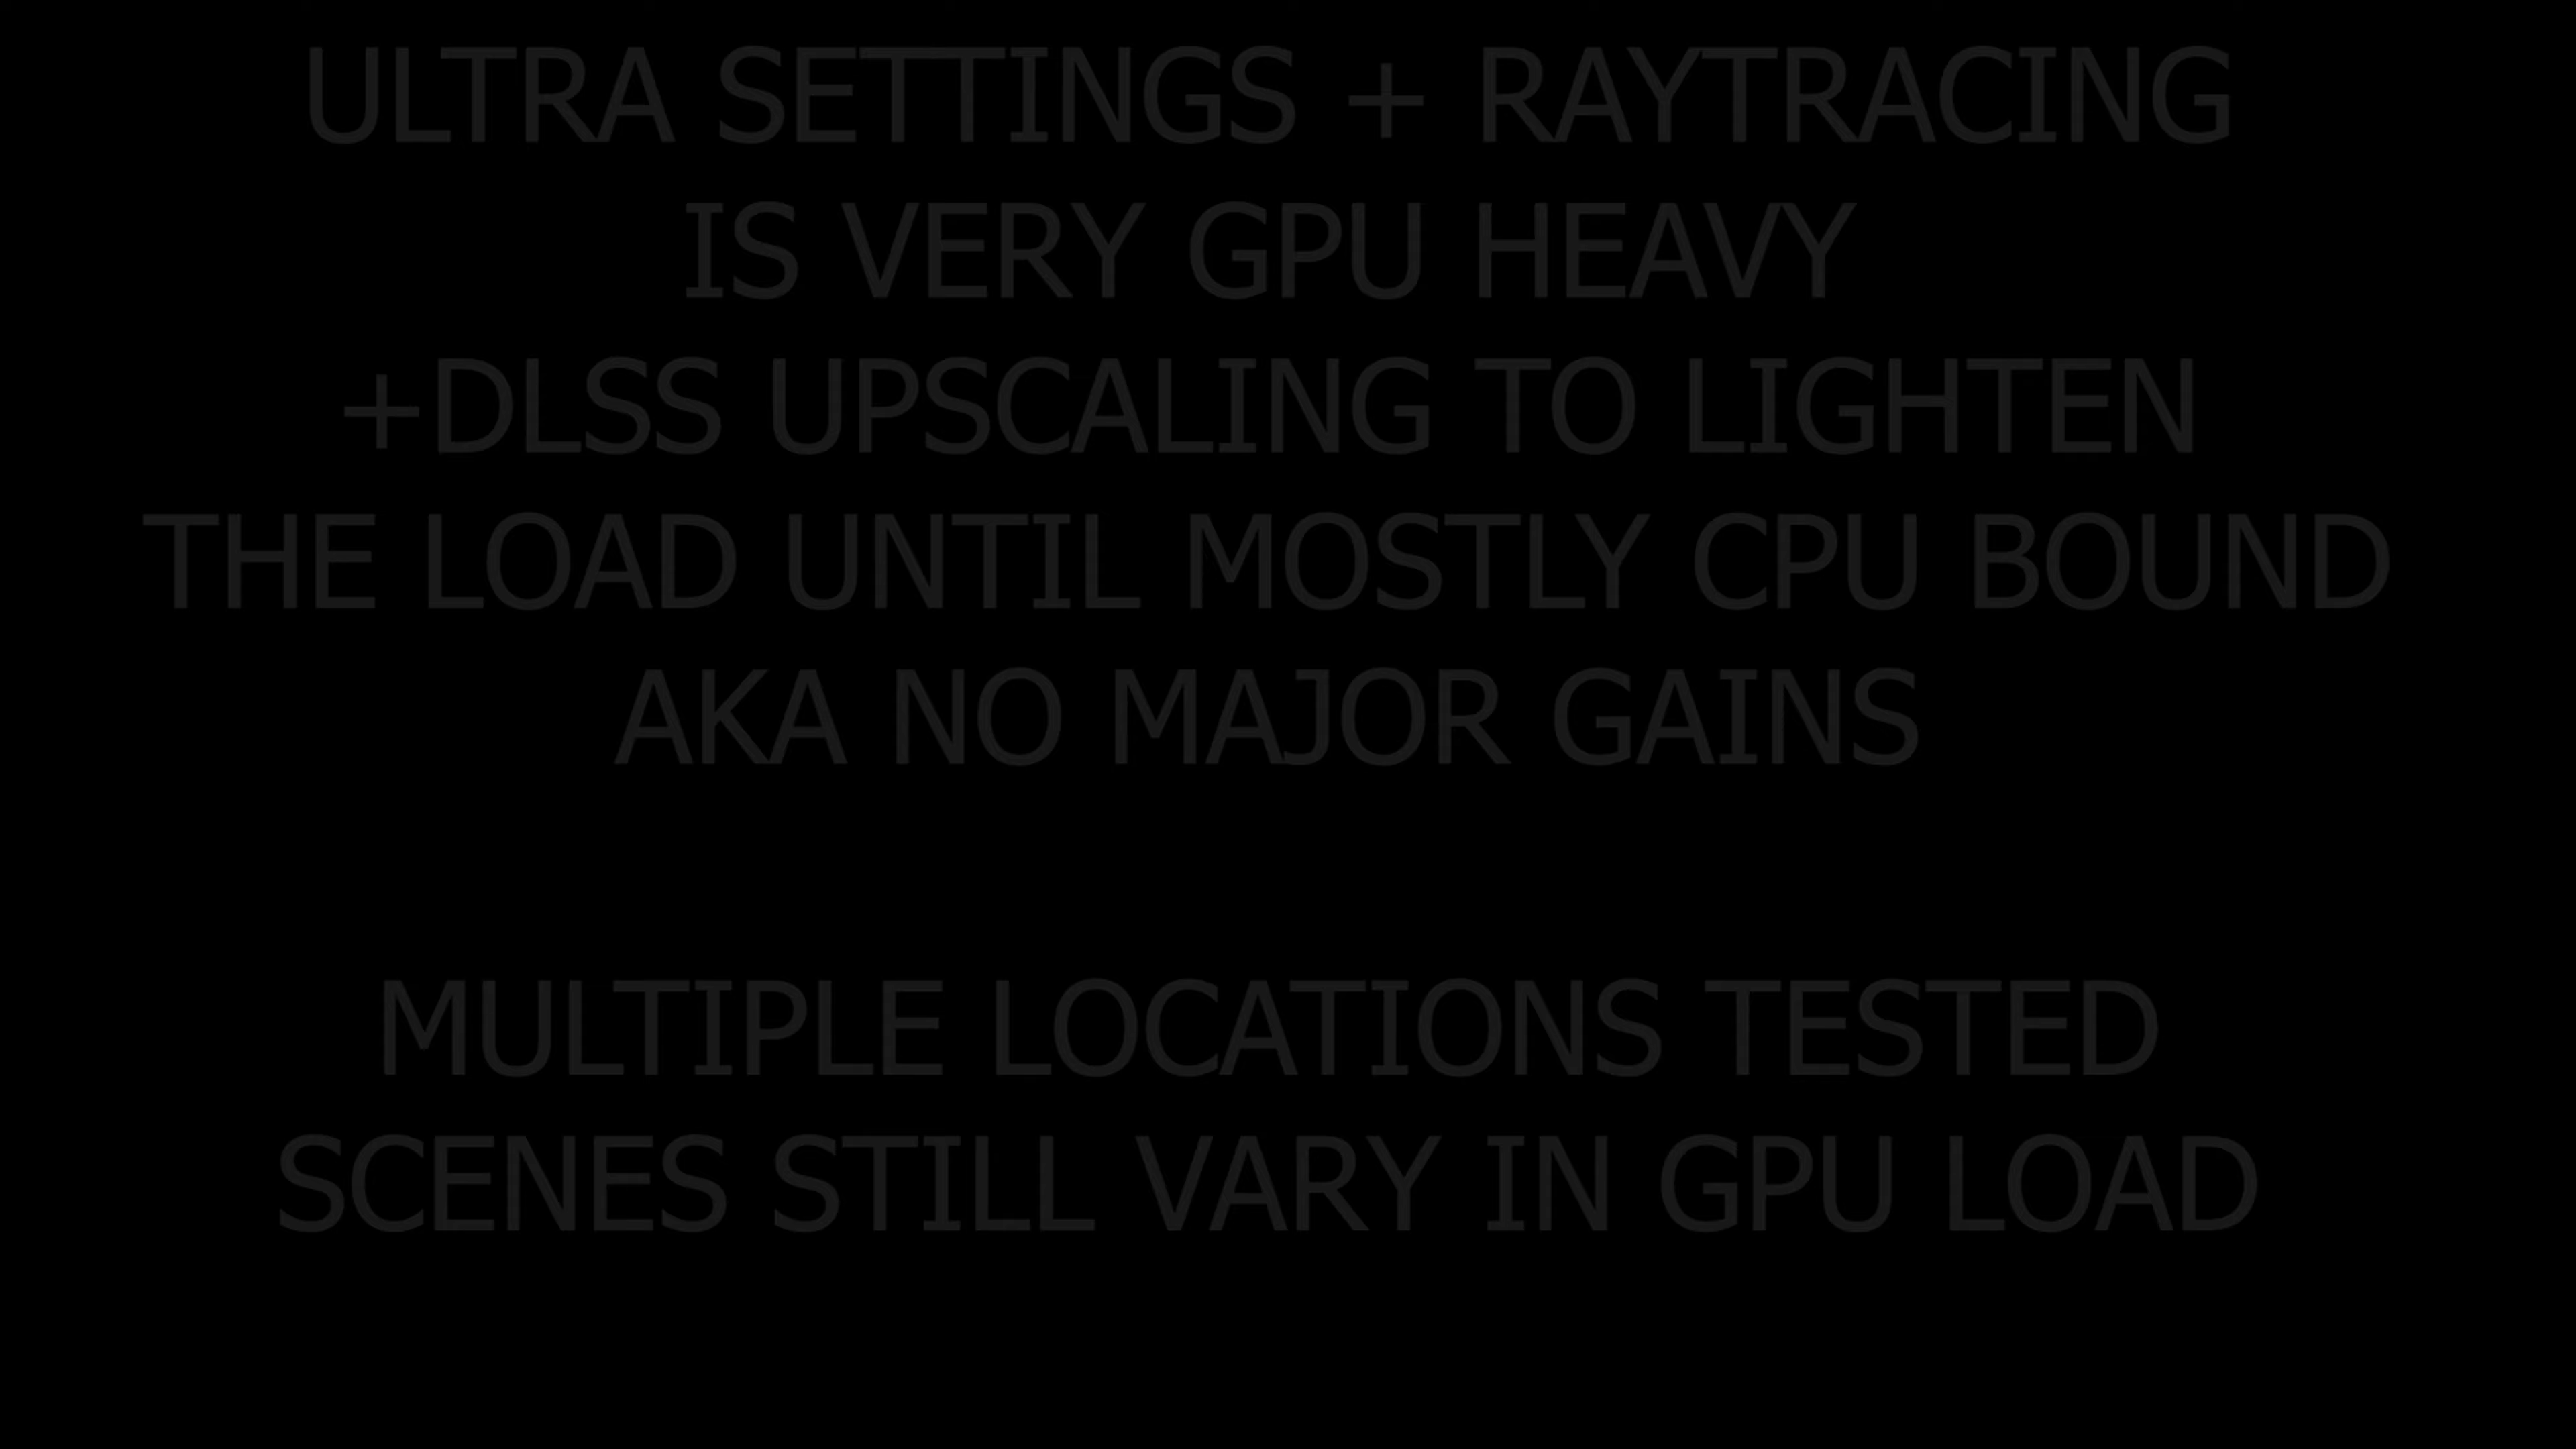 ULTRA SETTINGS + RAYTRACING
IS VERY GPU HEAVY
+DLSS UPSCALING TO LIGHTEN
THE LOAD UNTIL MOSTLY CPU BOUND
AKA NO MAJOR GAINS
MULTIPLE LOCATIONS TESTED
SCENES STILL VARY IN GPU LOAD